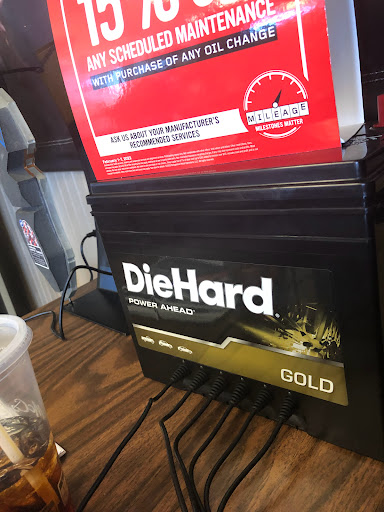 15%
ANY SCHEDULED MAINTENANCE
WITH PURCHASE OF ANY OIL CHANGE
MILEAGE
MILESTONES MATTER
ASK US ABOUT YOUR MANUFACTURER'S
RECOMMENDED SERVICES
DieHard
POWER AHEAD
GOLD